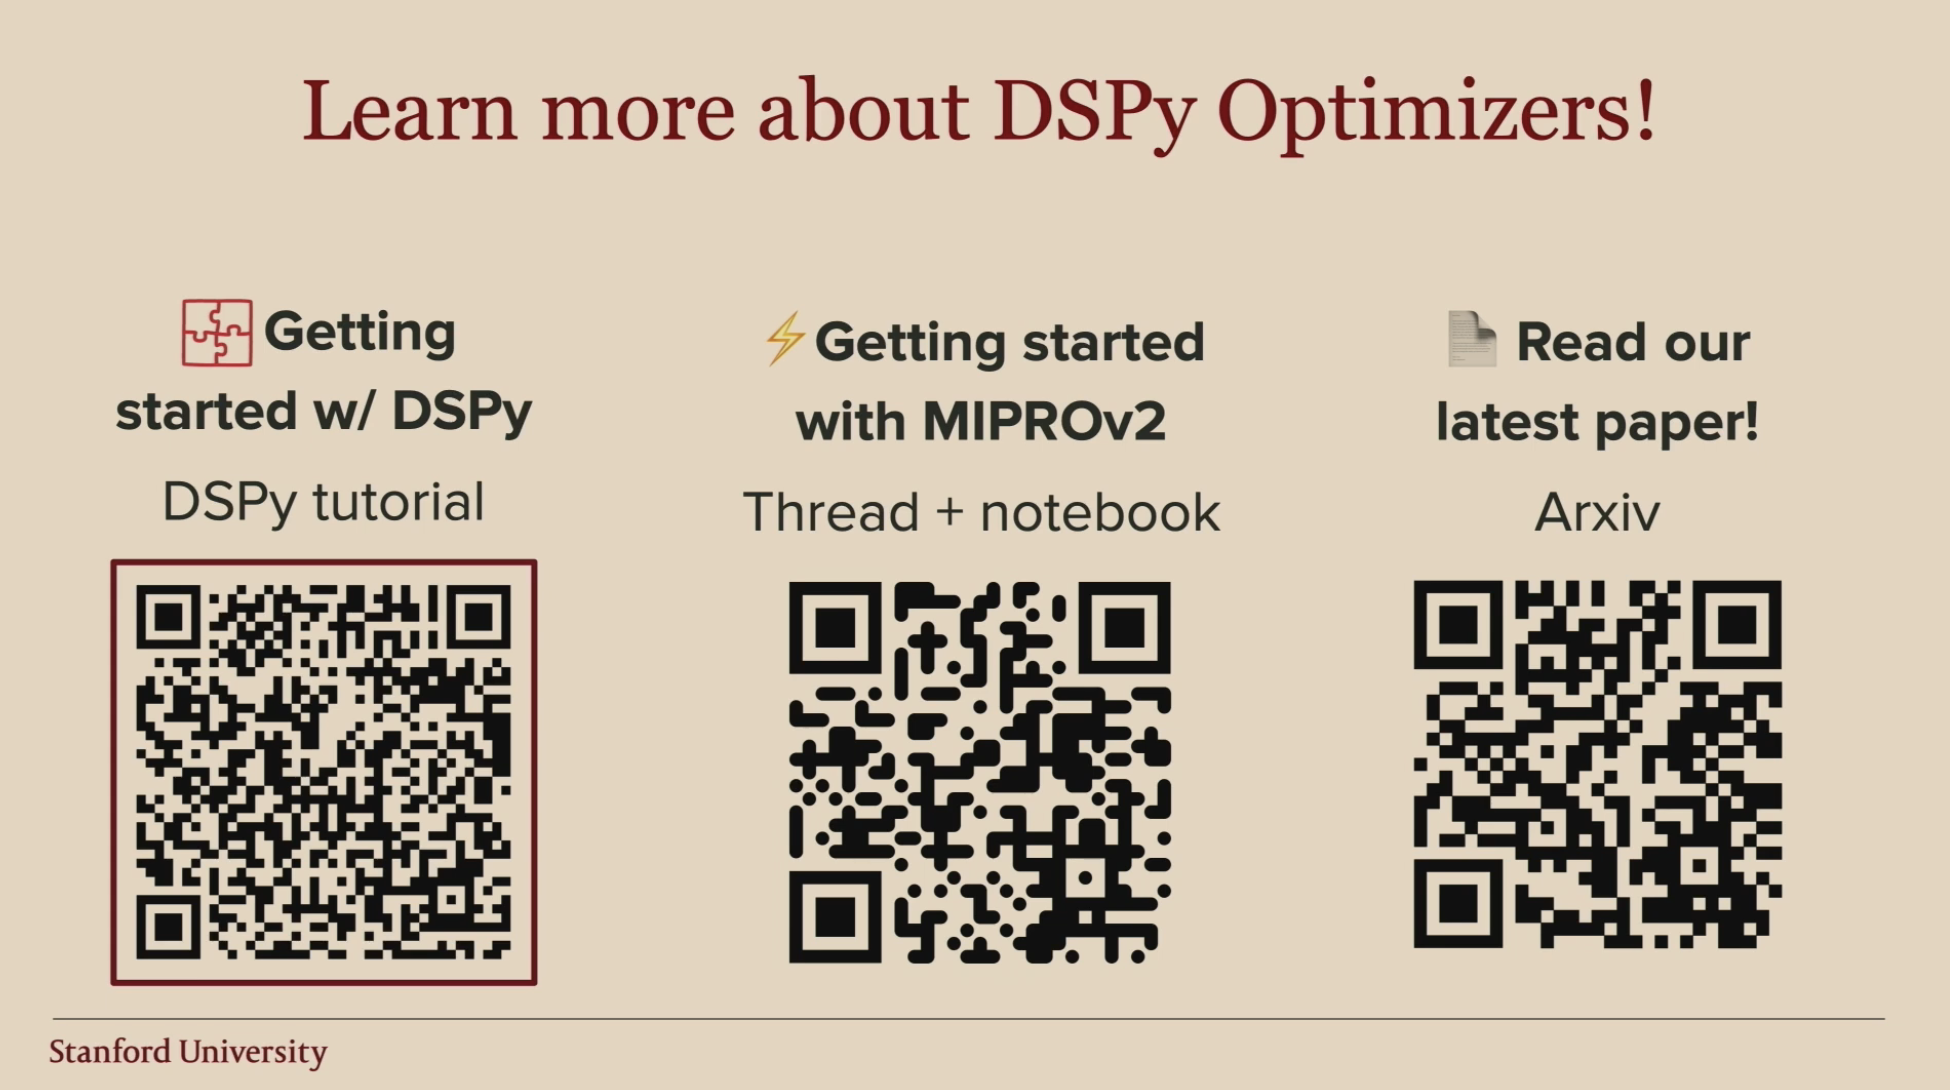 Learn more about DSPy Optimizers!
Getting
started w/ DSPy
DSPy tutorial
Getting started
with MIPROv2
Thread + notebook
Read our
latest paper!
Arxiv
Stanford University